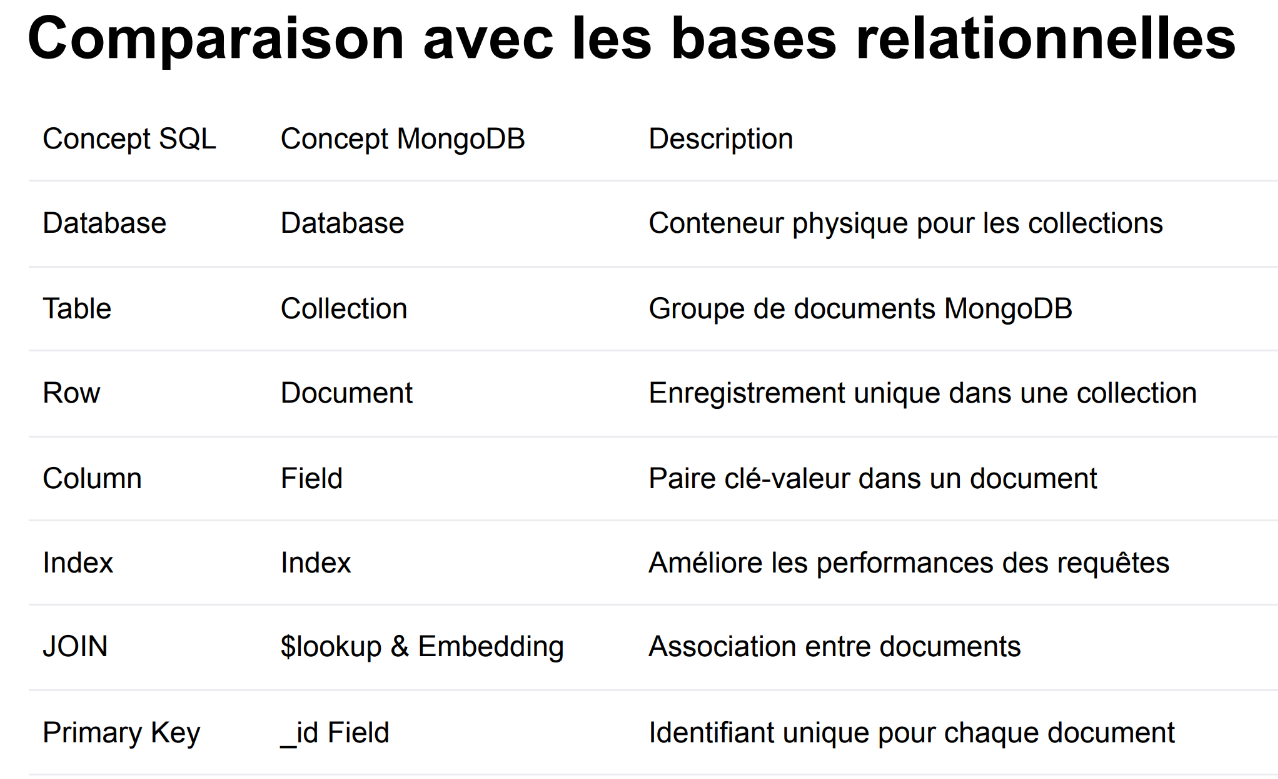 Comparaison avec les bases relationnelles
Concept SQL Concept MongoDB Description
Database Database Conteneur physique pour les collections
Table Collection Groupe de documents MongoDB
Row Document Enregistrement unique dans une collection
Column Field Paire clé-valeur dans un document
Index Index Améliore les performances des requêtes
JOIN $lookup & Embedding Association entre documents
Primary Key _id Field Identifiant unique pour chaque document